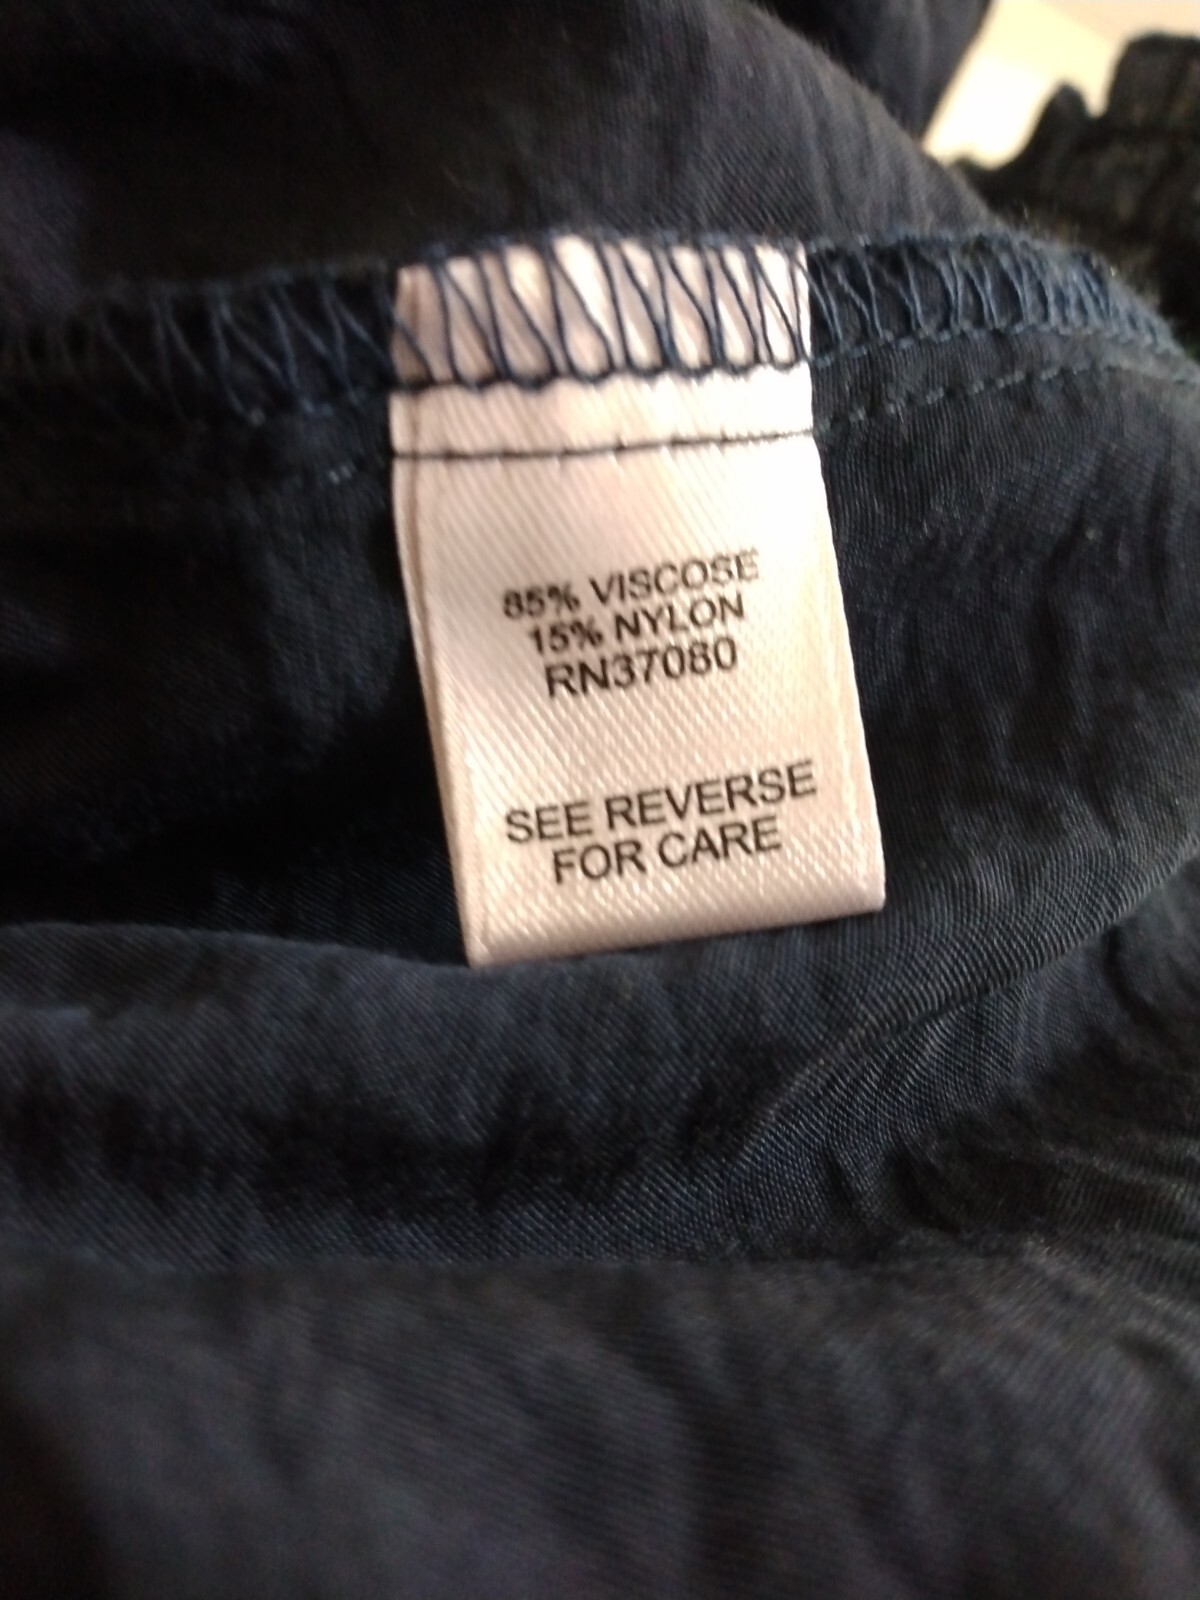 85% VISCOSE
15% NYLON
RN37080
SEE REVERSE
FOR CARE